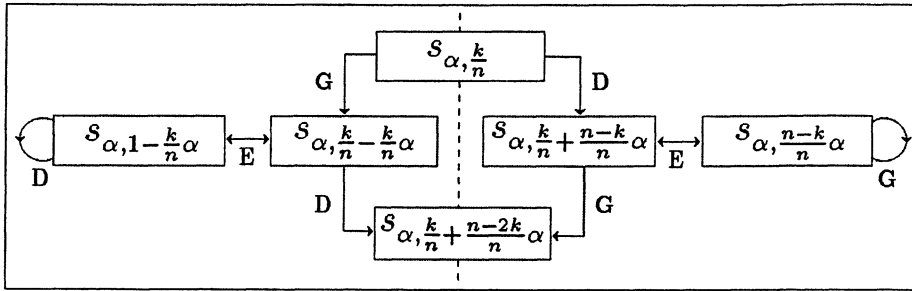 S_{α, k/n}
G D
S_{α, 1 − k/n α} E S_{α, k/n − k/n α} S_{α, k/n + n−k/n α} E S_{α, n−k/n α}
D G
D G
S_{α, k/n + n−2k/n α}